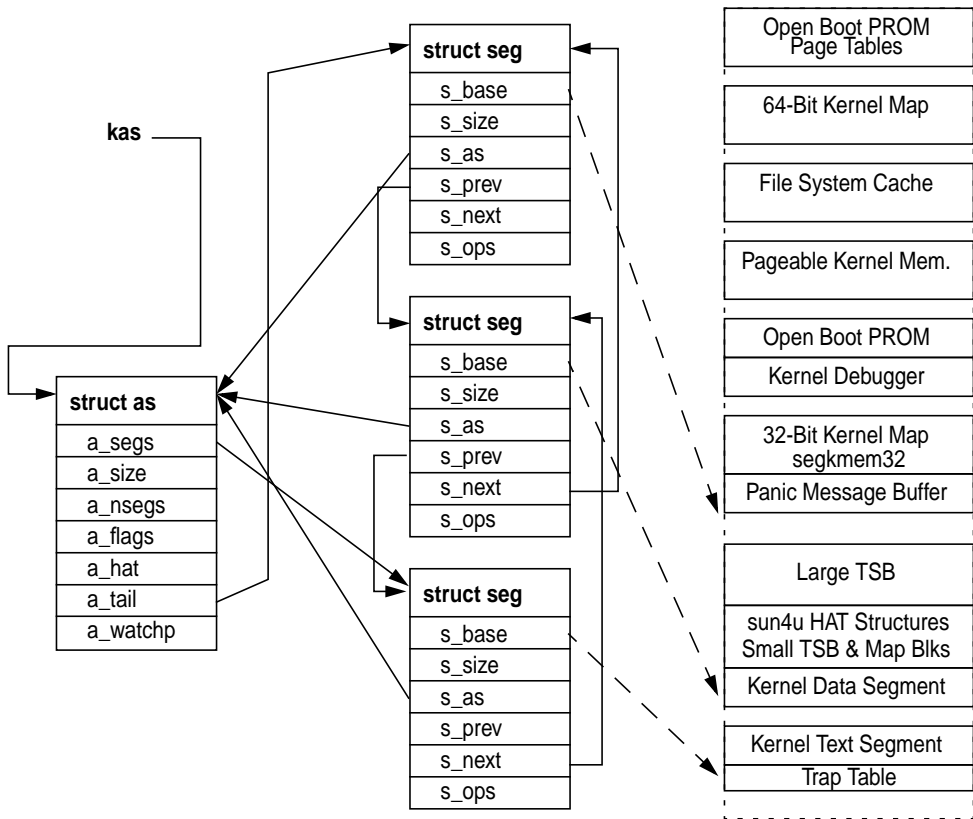 kas
struct as
a_segs
a_size
a_nsegs
a_flags
a_hat
a_tail
a_watchp
struct seg
s_base
s_size
s_as
s_prev
s_next
s_ops
struct seg
s_base
s_size
s_as
s_prev
s_next
s_ops
struct seg
s_base
s_size
s_as
s_prev
s_next
s_ops
Open Boot PROM
Page Tables
64-Bit Kernel Map
File System Cache
Pageable Kernel Mem.
Open Boot PROM
Kernel Debugger
32-Bit Kernel Map
segkmem32
Panic Message Buffer
Large TSB
sun4u HAT Structures
Small TSB & Map Blks
Kernel Data Segment
Kernel Text Segment
Trap Table